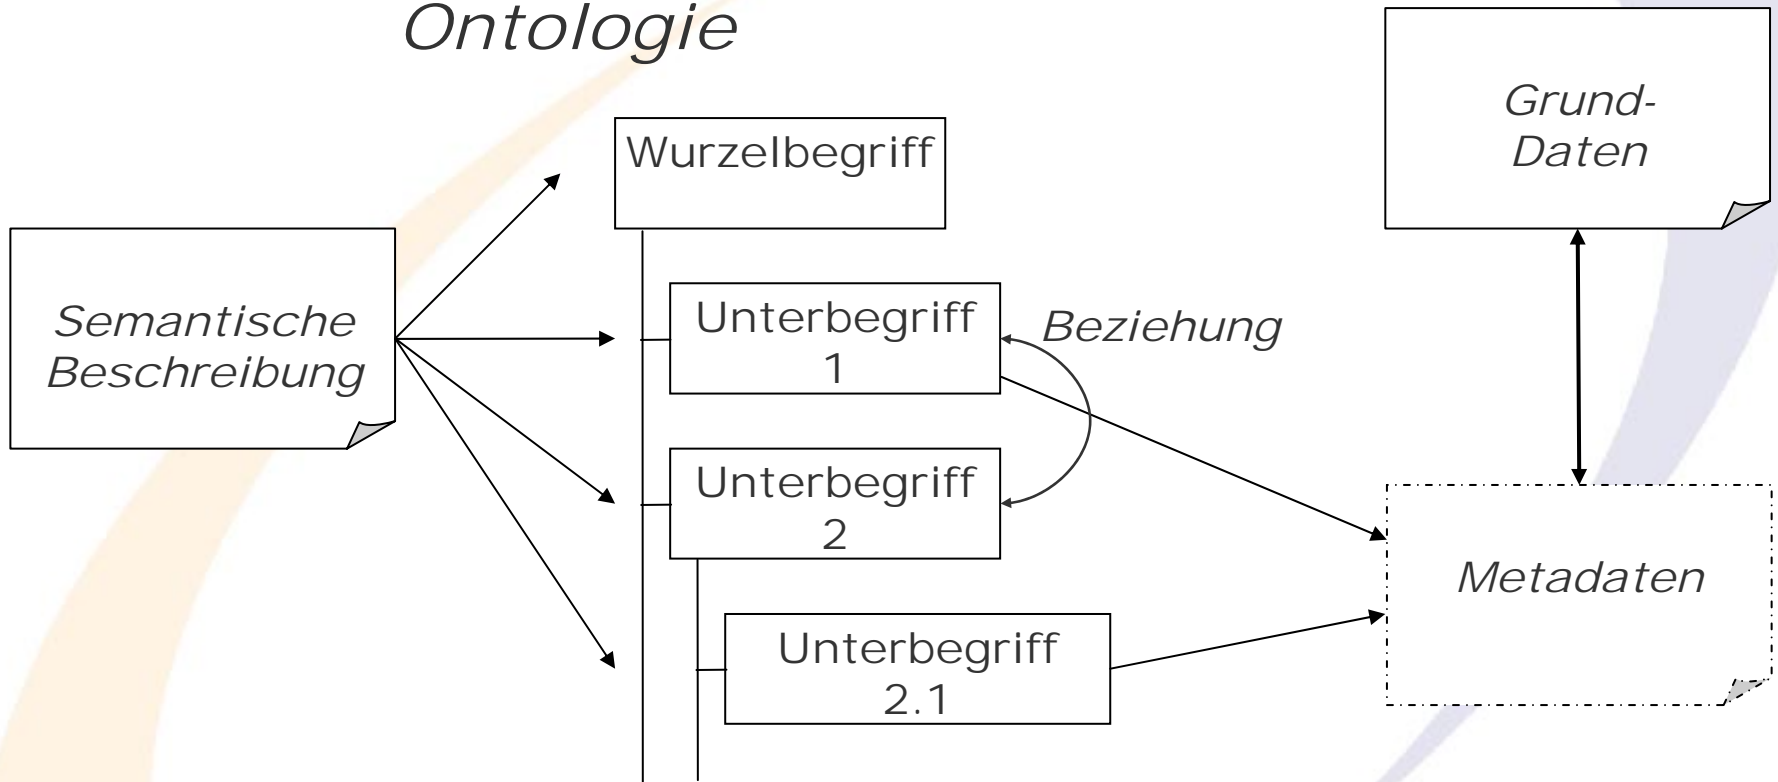 Ontologie
Grund-
Daten
Wurzelbegriff
Semantische
Beschreibung
Unterbegriff
1
Beziehung
Unterbegriff
2
Metadaten
Unterbegriff
2.1